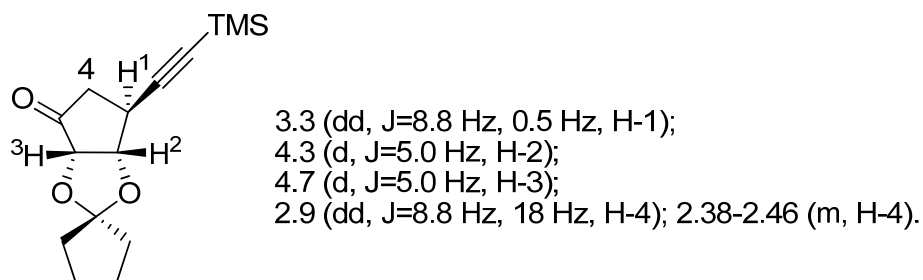 TMS
4
H¹
O
³H
H²
O
O
3.3 (dd, J=8.8 Hz, 0.5 Hz, H-1);
4.3 (d, J=5.0 Hz, H-2);
4.7 (d, J=5.0 Hz, H-3);
2.9 (dd, J=8.8 Hz, 18 Hz, H-4); 2.38-2.46 (m, H-4).